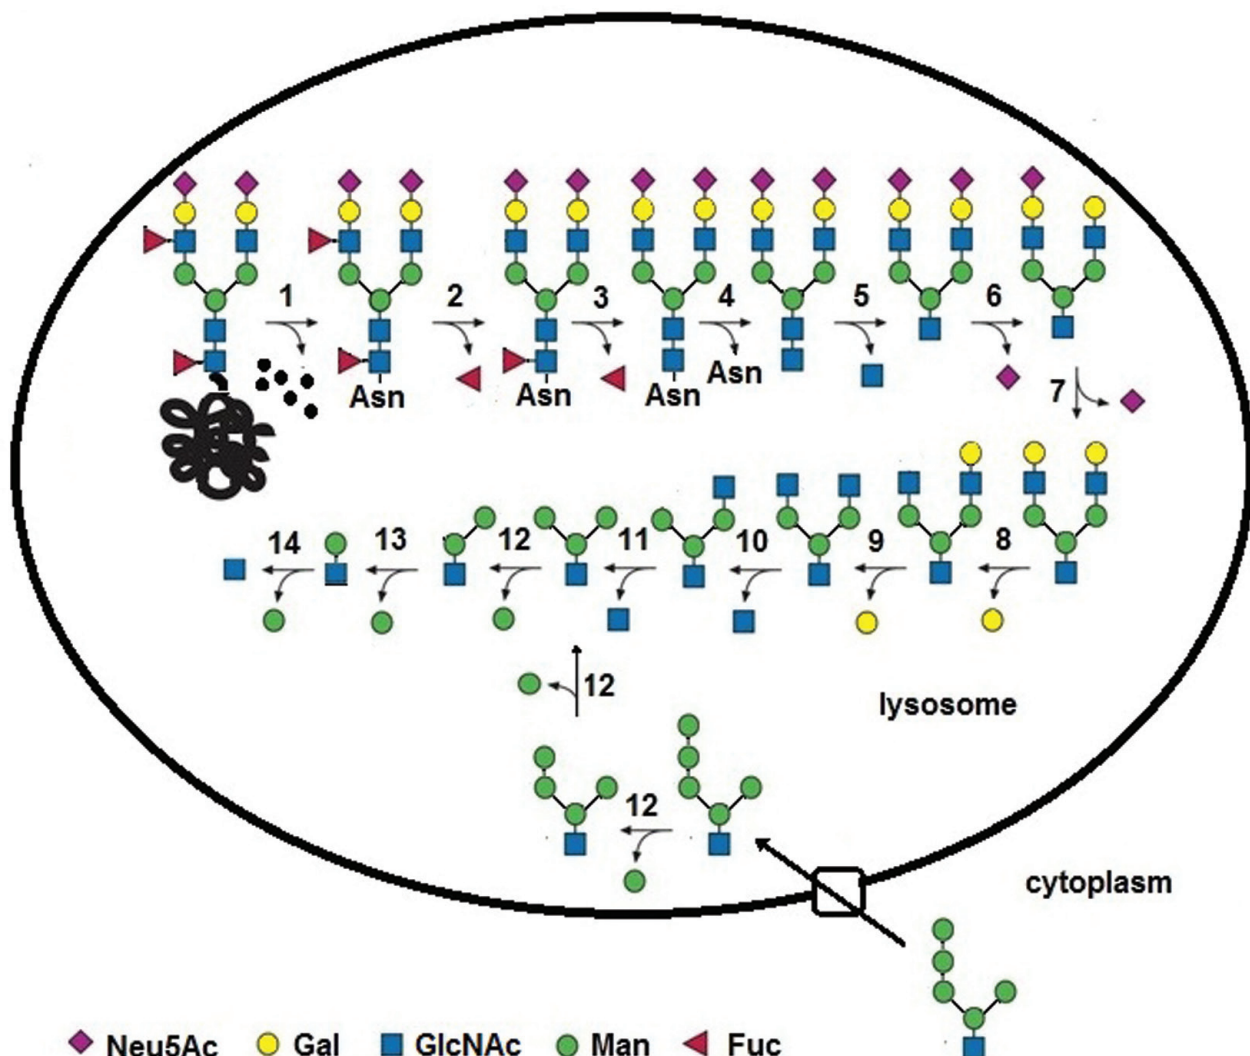 1 2 3 4 5 6
Asn Asn Asn Asn
7
14 13 12 11 10 9 8
12
lysosome
12
cytoplasm
Neu5Ac Gal GlcNAc Man Fuc